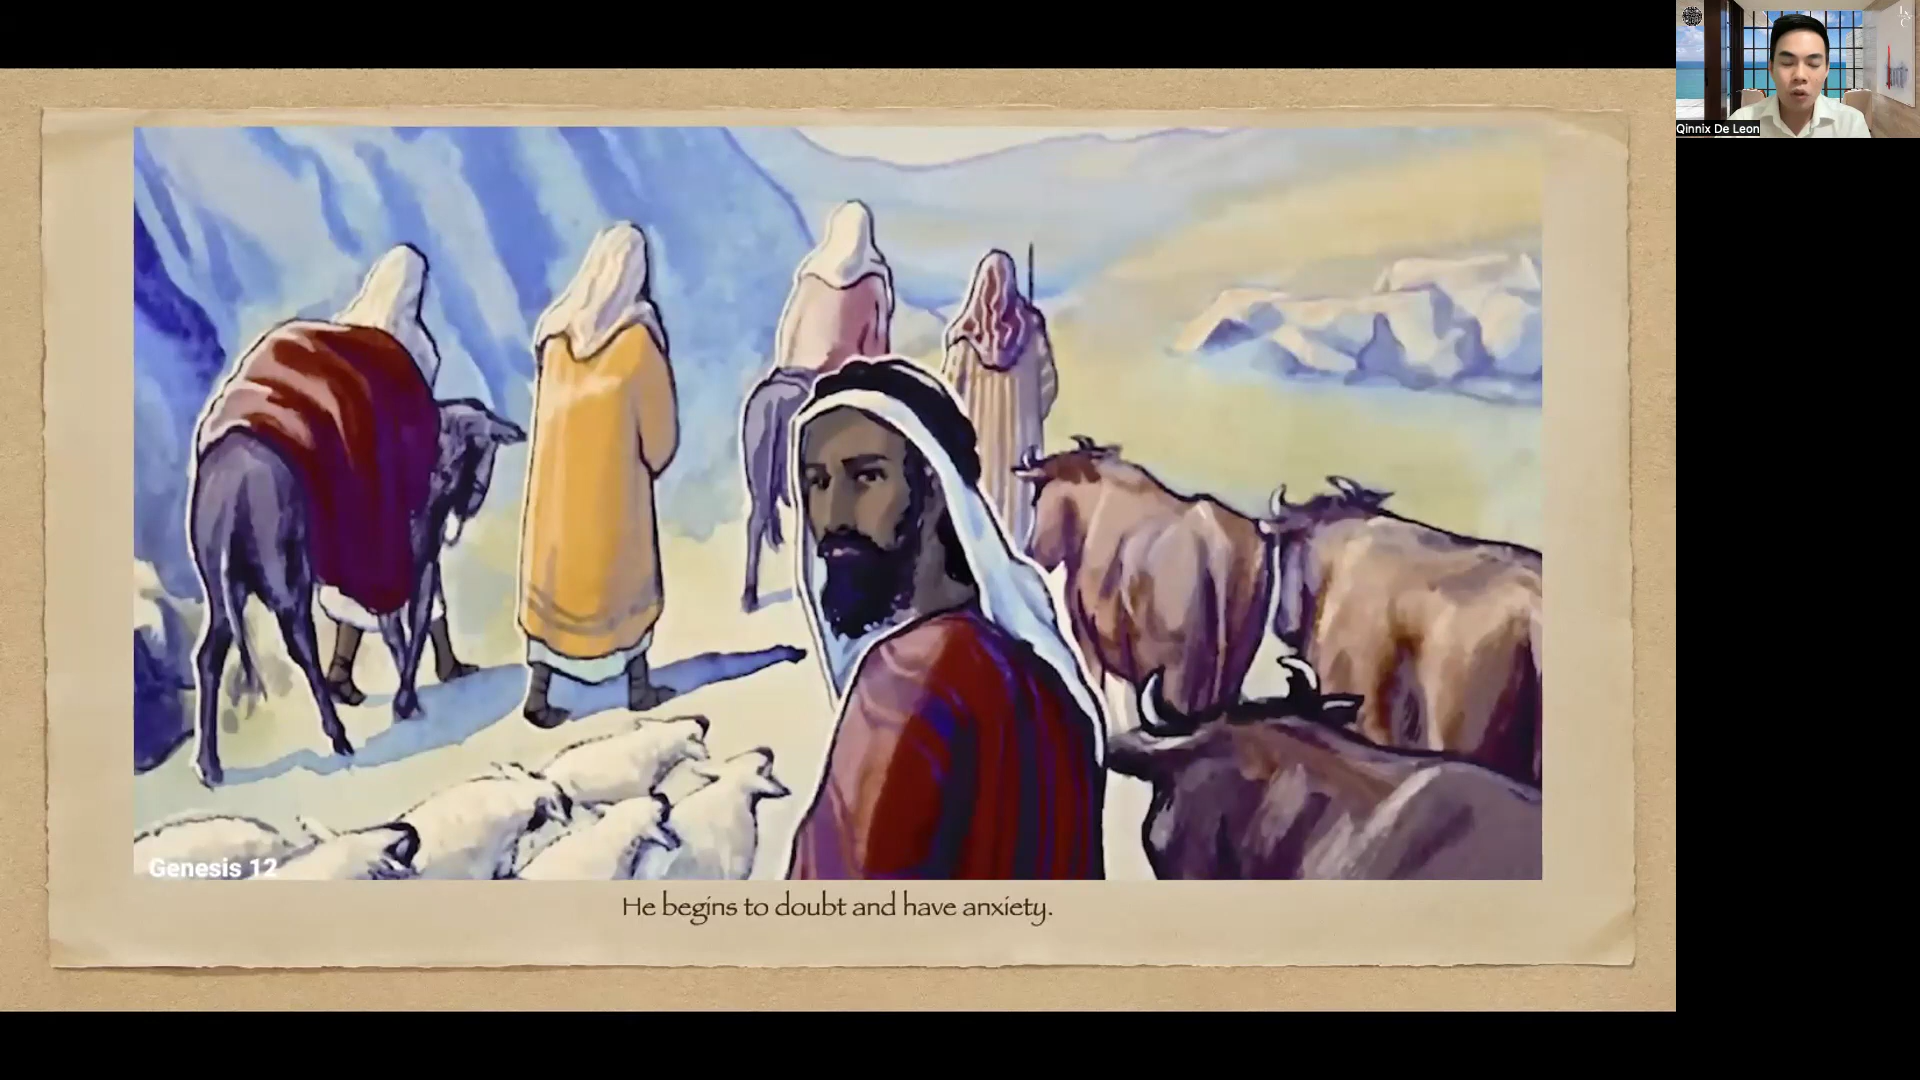 Qinnix De Leon
Genesis 12
He begins to doubt and have anxiety.